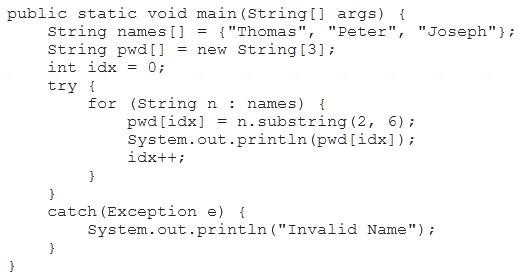 public static void main(String[] args) {
    String names[] = {"Thomas", "Peter", "Joseph"};
    String pwd[] = new String[3];
    int idx = 0;
    try {
        for (String n : names) {
            pwd[idx] = n.substring(2, 6);
            System.out.println(pwd[idx]);
            idx++;
        }
    }
    catch(Exception e) {
        System.out.println("Invalid Name");
    }
}